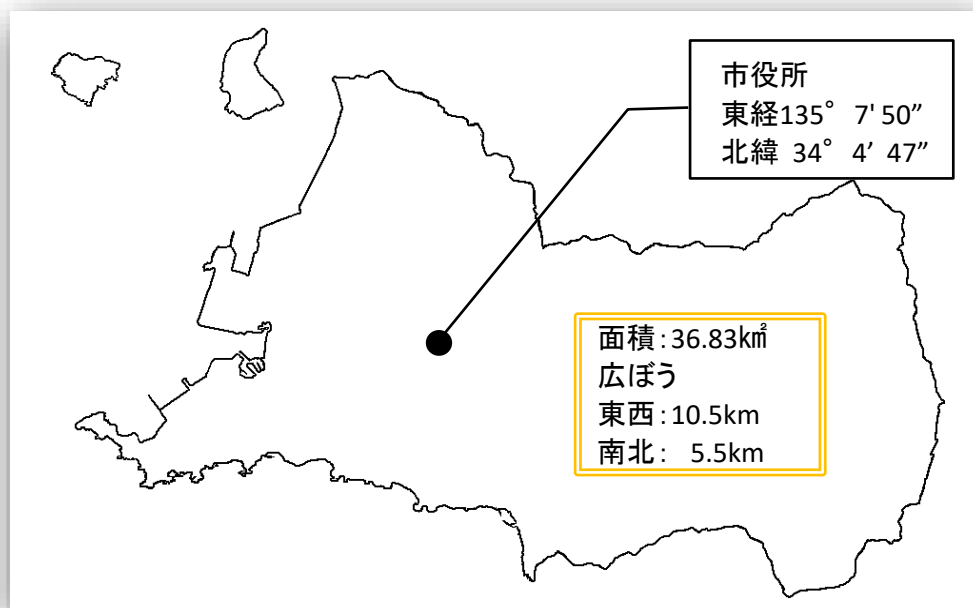 市役所
東経135° 7' 50”
北緯 34° 4’ 47”
面積：36.83k㎡
広ぼう
東西：10.5km
南北： 5.5km